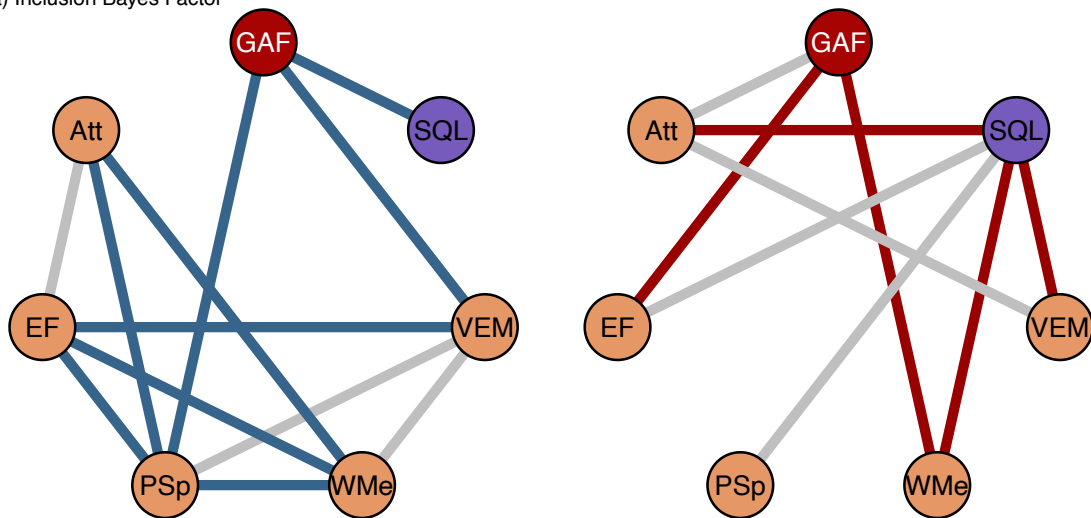 ) Inclusion Bayes Factor
GAF
Att
SQL
EF
VEM
PSp
WMe
GAF
Att
SQL
EF
VEM
PSp
WMe